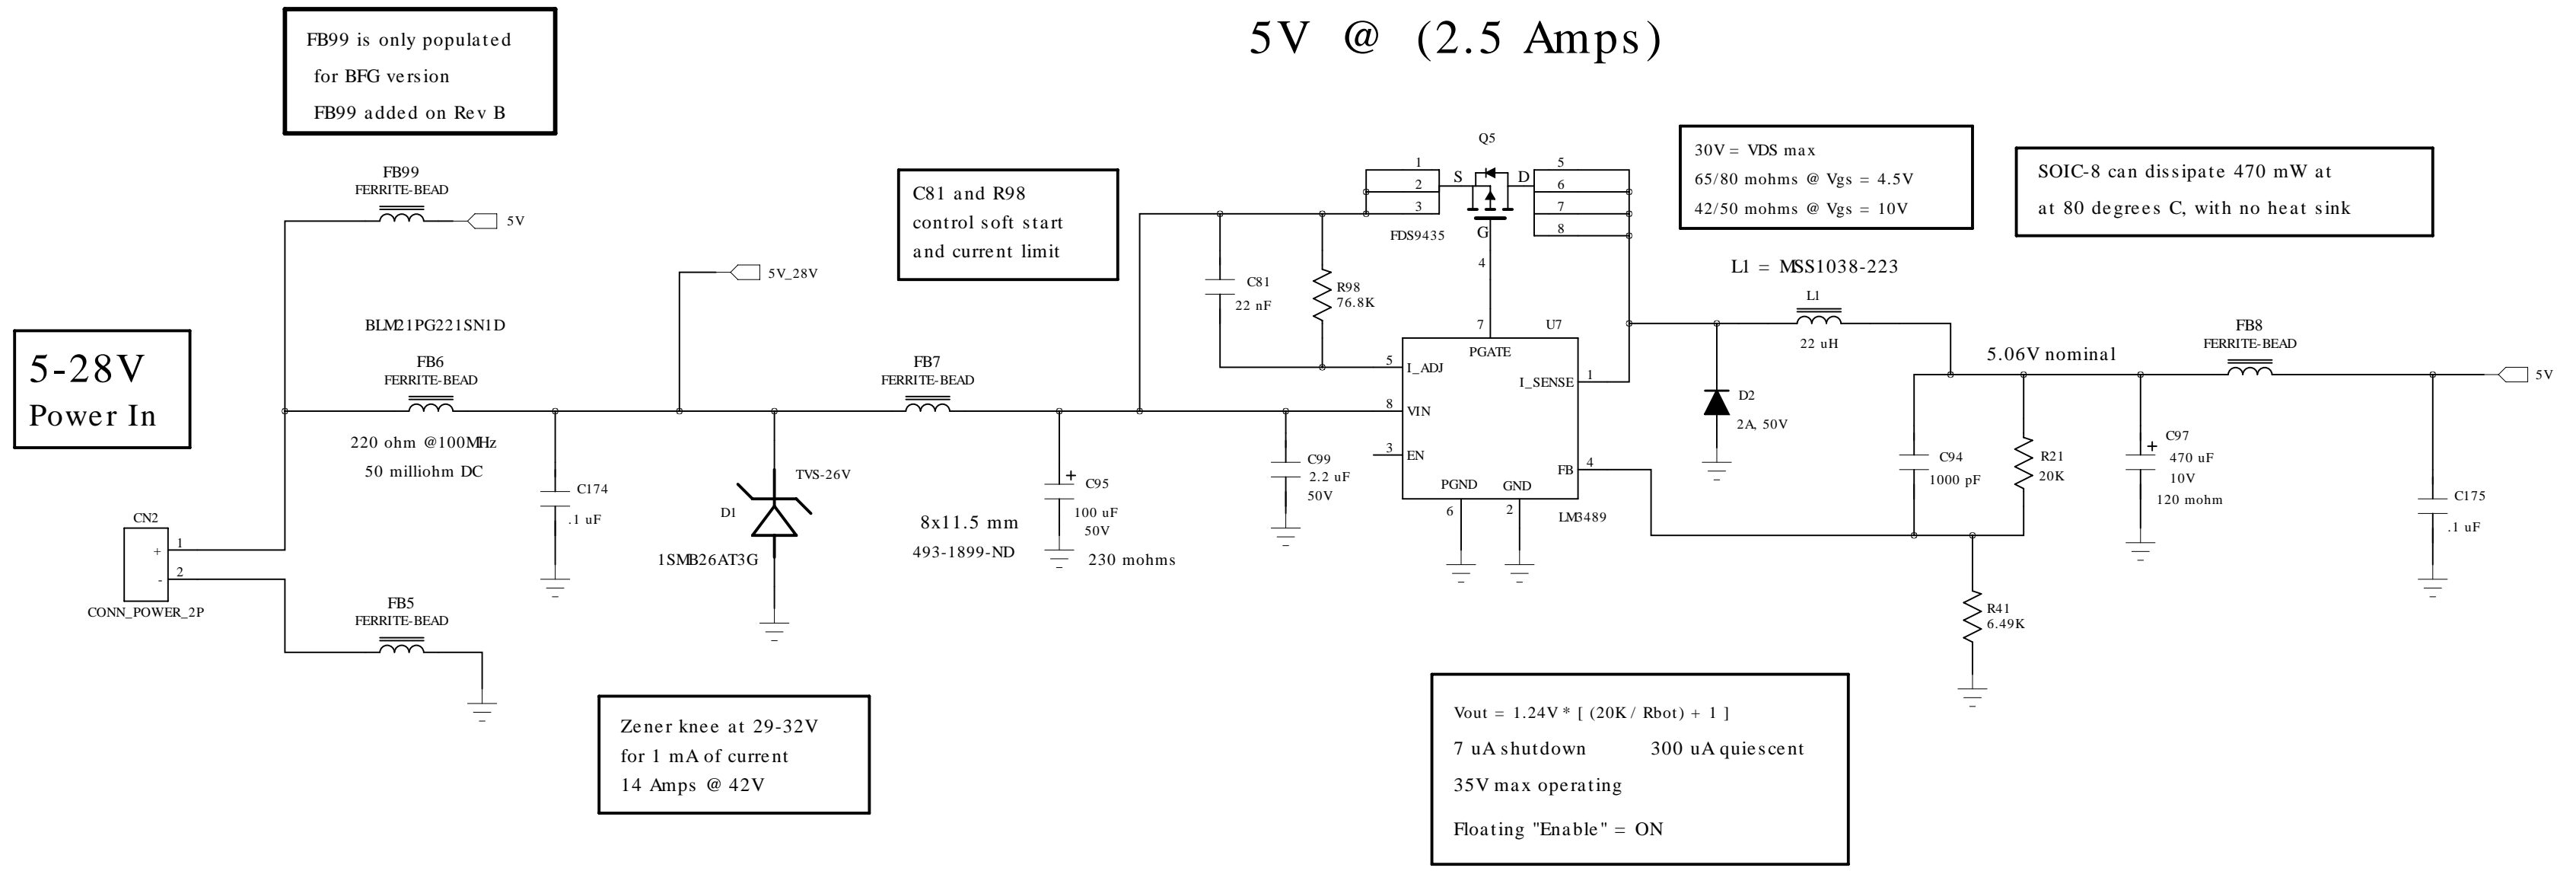 5V @ (2.5 Amps)
FB99 is only populated
for BFG version
FB99 added on Rev B
FB99
FERRITE-BEAD
5V
5V_28V
BLM21PG221SN1D
5-28V
Power In
FB6
FERRITE-BEAD
220 ohm @100MHz
50 milliohm DC
CN2
+
1
-
2
CONN_POWER_2P
FB5
FERRITE-BEAD
C174
.1 uF
TVS-26V
D1
1SMB26AT3G
Zener knee at 29-32V
for 1 mA of current
14 Amps @ 42V
C81 and R98
control soft start
and current limit
FB7
FERRITE-BEAD
8x11.5 mm
493-1899-ND
+
C95
100 uF
50V
230 mohms
C81
22 nF
R98
76.8K
C99
2.2 uF
50V
Q5
1
2
3
S
D
G
4
5
6
7
8
FDS9435
7
U7
PGATE
5
I_ADJ
I_SENSE
1
8
VIN
3
EN
FB
4
PGND
GND
6
2
LM3489
30V = VDS max
65/80 mohms @ Vgs = 4.5V
42/50 mohms @ Vgs = 10V
SOIC-8 can dissipate 470 mW at
at 80 degrees C, with no heat sink
L1 = MSS1038-223
L1
22 uH
D2
2A, 50V
5.06V nominal
C94
1000 pF
R21
20K
+
C97
470 uF
10V
120 mohm
FB8
FERRITE-BEAD
5V
C175
.1 uF
R41
6.49K
Vout = 1.24V * [ (20K / Rbot) + 1 ]
7 uA shutdown 300 uA quiescent
35V max operating
Floating "Enable" = ON